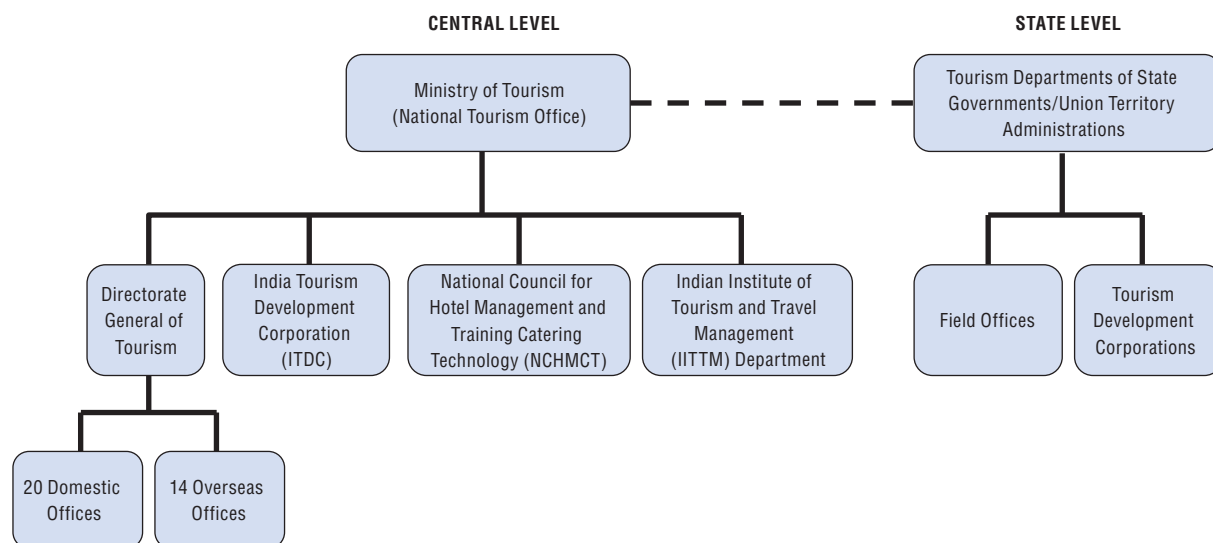 CENTRAL LEVEL
STATE LEVEL
Ministry of Tourism
(National Tourism Office)
Tourism Departments of State
Governments/Union Territory
Administrations
Directorate
General of
Tourism
India Tourism
Development
Corporation
(ITDC)
National Council for
Hotel Management and
Training Catering
Technology (NCHMCT)
Indian Institute of
Tourism and Travel
Management
(IITTM) Department
Field Offices
Tourism
Development
Corporations
20 Domestic
Offices
14 Overseas
Offices